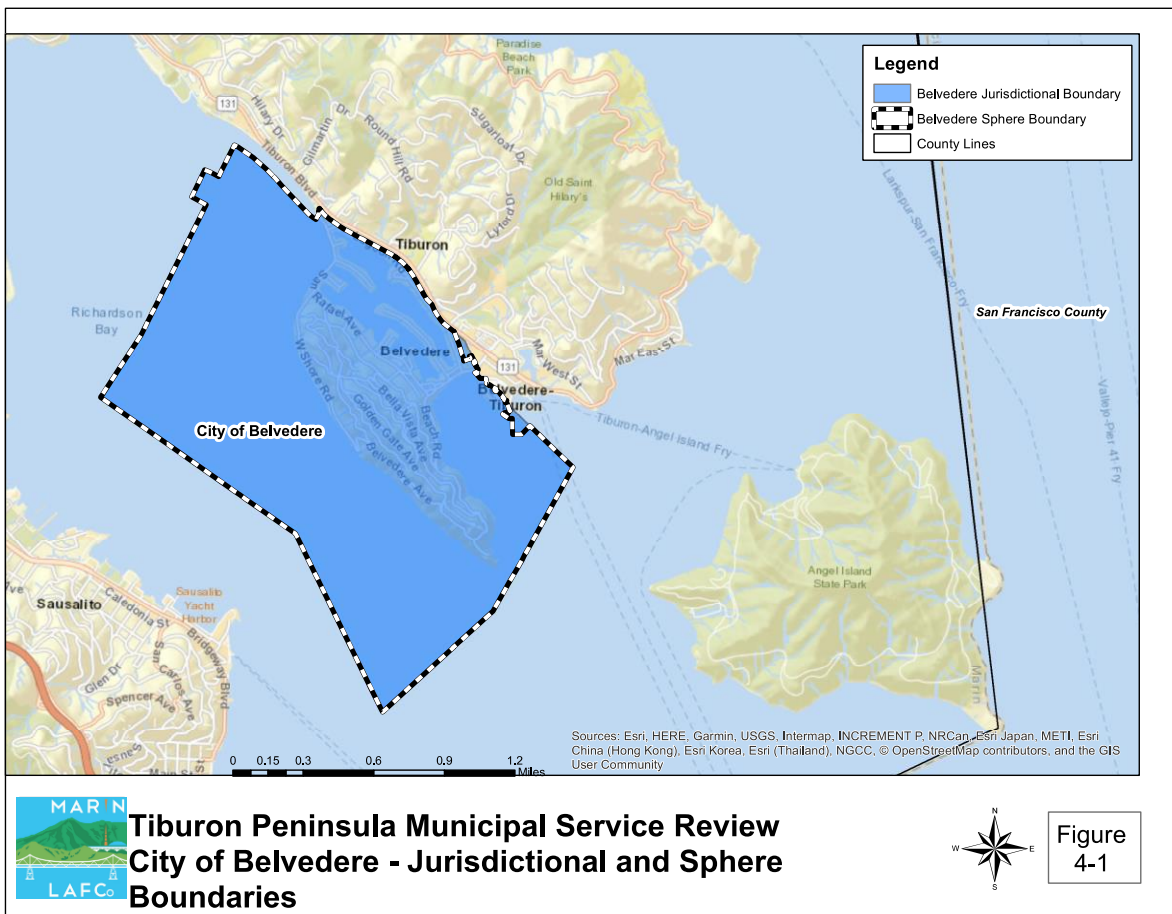 Paradise
Beach
Park
131
Hilary Dr
Gilmartin
Dr
Round Hill Rd
Sugarloaf Dr
Tiburon Blvd
Old Saint
Hilary's
Lyford Dr
Tiburon
Richardson
Bay
San
Rafael Ave
W Shore Rd
Belvedere
131
Mar West St
Mar East St
Belvedere-
Tiburon
Bella Vista Ave
Beach Rd
Golden Gate Ave
Belvedere Ave
City of Belvedere
Tiburon-Angel Island Fry
Larkspur-San Francisco Fry
San Francisco County
Vallejo-Pier 41 Fry
Angel Island
State Park
Marin
Sausalito
Caledonia St
Sausalito
Yacht
Harbor
Bridgeway Blvd
San
Carlos Ave
Glen Dr
Spencer Ave
Main St
Legend
Belvedere Jurisdictional Boundary
Belvedere Sphere Boundary
County Lines
Sources: Esri, HERE, Garmin, USGS, Intermap, INCREMENT P, NRCan, Esri Japan, METI, Esri
China (Hong Kong), Esri Korea, Esri (Thailand), NGCC, © OpenStreetMap contributors, and the GIS
User Community
0 0.15 0.3 0.6 0.9 1.2
Miles
MARIN
LAFCo
Tiburon Peninsula Municipal Service Review
City of Belvedere - Jurisdictional and Sphere
Boundaries
N
W E
S
Figure
4-1